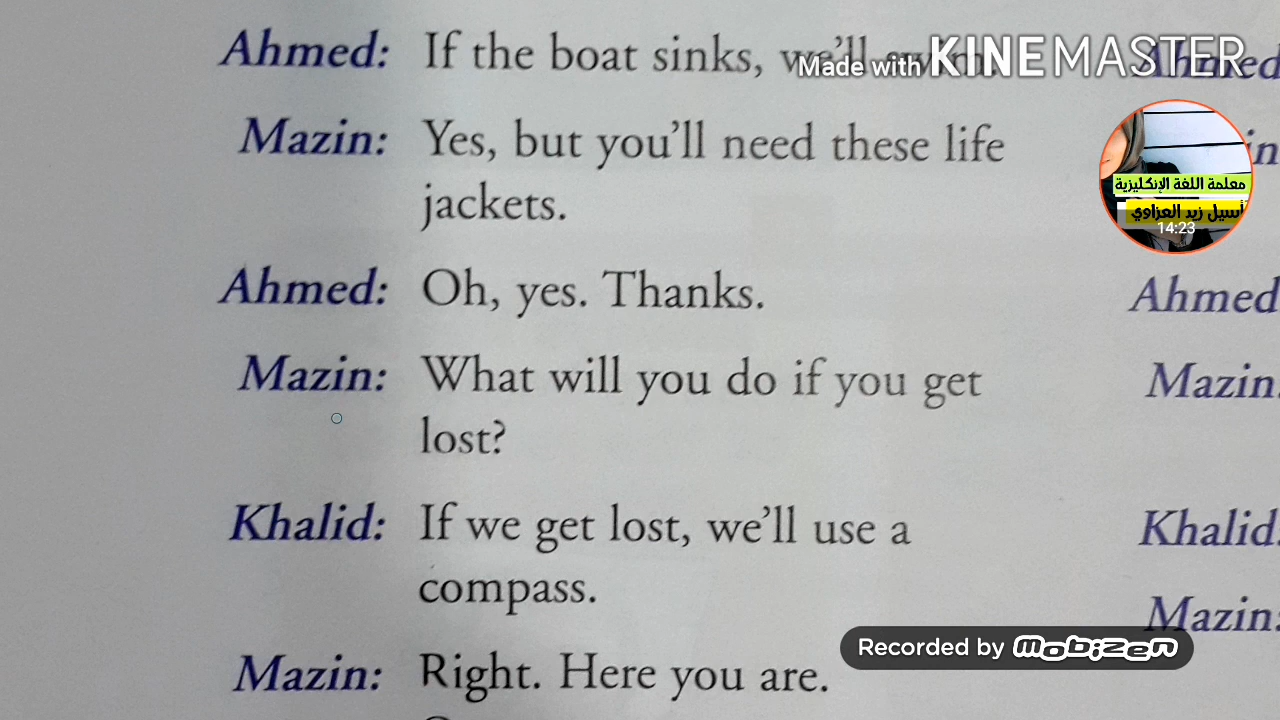 Ahmed: If the boat sinks, we'll swim.
Made with KINEMASTER
Ahmed
Mazin: Yes, but you'll need these life
in
jackets.
معلمة اللغة الإنكليزية
أسيل زيد العزاوي
14:23
Ahmed: Oh, yes. Thanks.
Ahmed
Mazin: What will you do if you get
Mazin:
lost?
Khalid: If we get lost, we'll use a
Khalid:
compass.
Mazin:
Recorded by mobizen
Mazin: Right. Here you are.